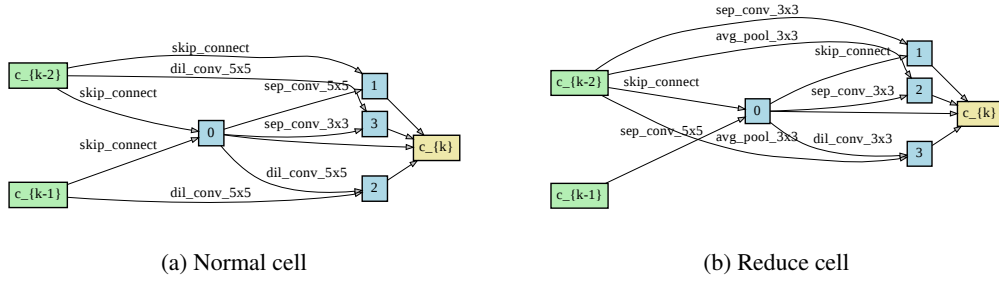 skip_connect
c_{k-2}
dil_conv_5x5
1
skip_connect
sep_conv_5x5
0
sep_conv_3x3
3
skip_connect
c_{k}
dil_conv_5x5
2
c_{k-1}
dil_conv_5x5
(a) Normal cell
sep_conv_3x3
avg_pool_3x3
1
skip_connect
c_{k-2}
skip_connect
2
sep_conv_3x3
0
c_{k}
sep_conv_5x5
avg_pool_3x3
dil_conv_3x3
3
c_{k-1}
(b) Reduce cell